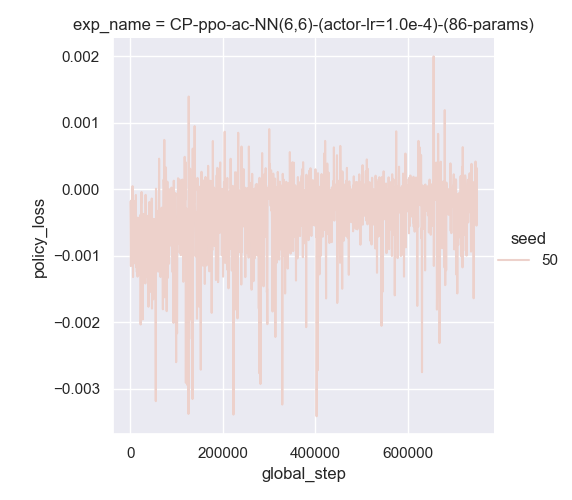 exp_name = CP-ppo-ac-NN(6,6)-(actor-lr=1.0e-4)-(86-params)
0.002
0.001
0.000
−0.001
−0.002
−0.003
policy_loss
0
200000
400000
600000
global_step
seed
50